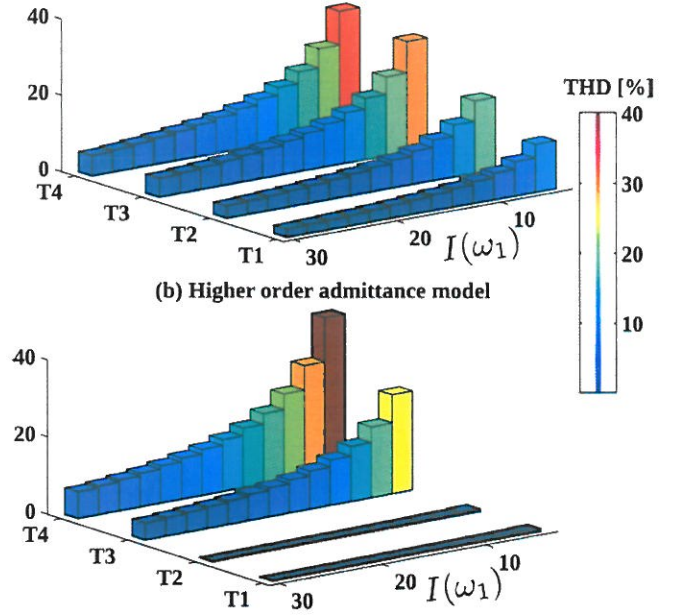 40
20
0
T4
T3
T2
T1
30
20
10
I(ω₁)
THD [%]
40
30
20
10
(b) Higher order admittance model
40
20
0
T4
T3
T2
T1
30
20
10
I(ω₁)